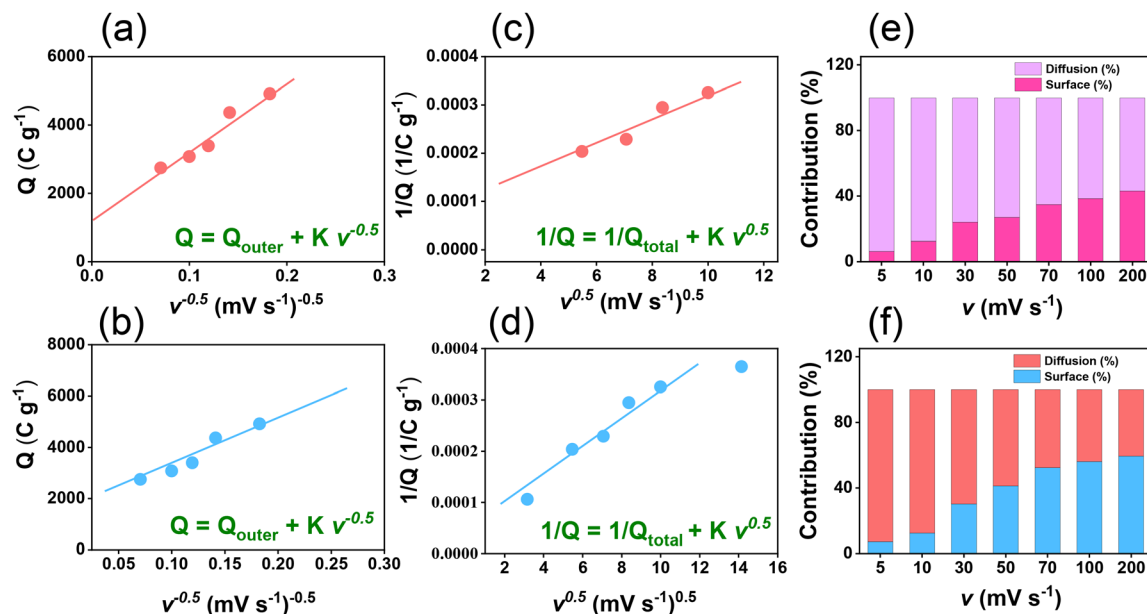 (a)
6000
4000
2000
0
Q (C g⁻¹)
Q = Q_outer + K v⁻⁰·⁵
0.0 0.1 0.2 0.3
v⁻⁰·⁵ (mV s⁻¹)⁻⁰·⁵
(c)
0.0004
0.0003
0.0002
0.0001
0.0000
1/Q (1/C g⁻¹)
1/Q = 1/Q_total + K v⁰·⁵
2 4 6 8 10 12
v⁰·⁵ (mV s⁻¹)⁰·⁵
(e)
120
80
40
0
Contribution (%)
Diffusion (%)
Surface (%)
5 10 30 50 70 100 200
v (mV s⁻¹)
(b)
8000
6000
4000
2000
0
Q (C g⁻¹)
Q = Q_outer + K v⁻⁰·⁵
0.05 0.10 0.15 0.20 0.25 0.30
v⁻⁰·⁵ (mV s⁻¹)⁻⁰·⁵
(d)
0.0004
0.0003
0.0002
0.0001
0.0000
1/Q (1/C g⁻¹)
1/Q = 1/Q_total + K v⁰·⁵
2 4 6 8 10 12 14 16
v⁰·⁵ (mV s⁻¹)⁰·⁵
(f)
120
80
40
0
Contribution (%)
Diffusion (%)
Surface (%)
5 10 30 50 70 100 200
v (mV s⁻¹)